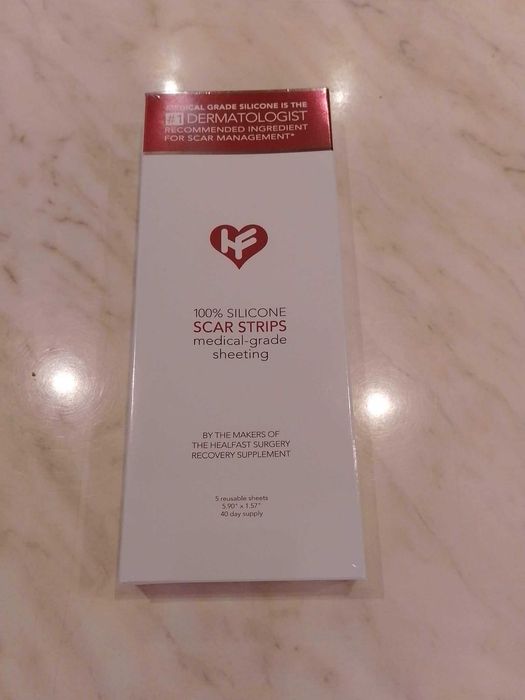 MEDICAL GRADE SILICONE IS THE
#1 DERMATOLOGIST
RECOMMENDED INGREDIENT
FOR SCAR MANAGEMENT*
HF
100% SILICONE
SCAR STRIPS
medical-grade
sheeting
BY THE MAKERS OF
THE HEALFAST SURGERY
RECOVERY SUPPLEMENT
5 reusable sheets
5.90" x 1.57"
40 day supply